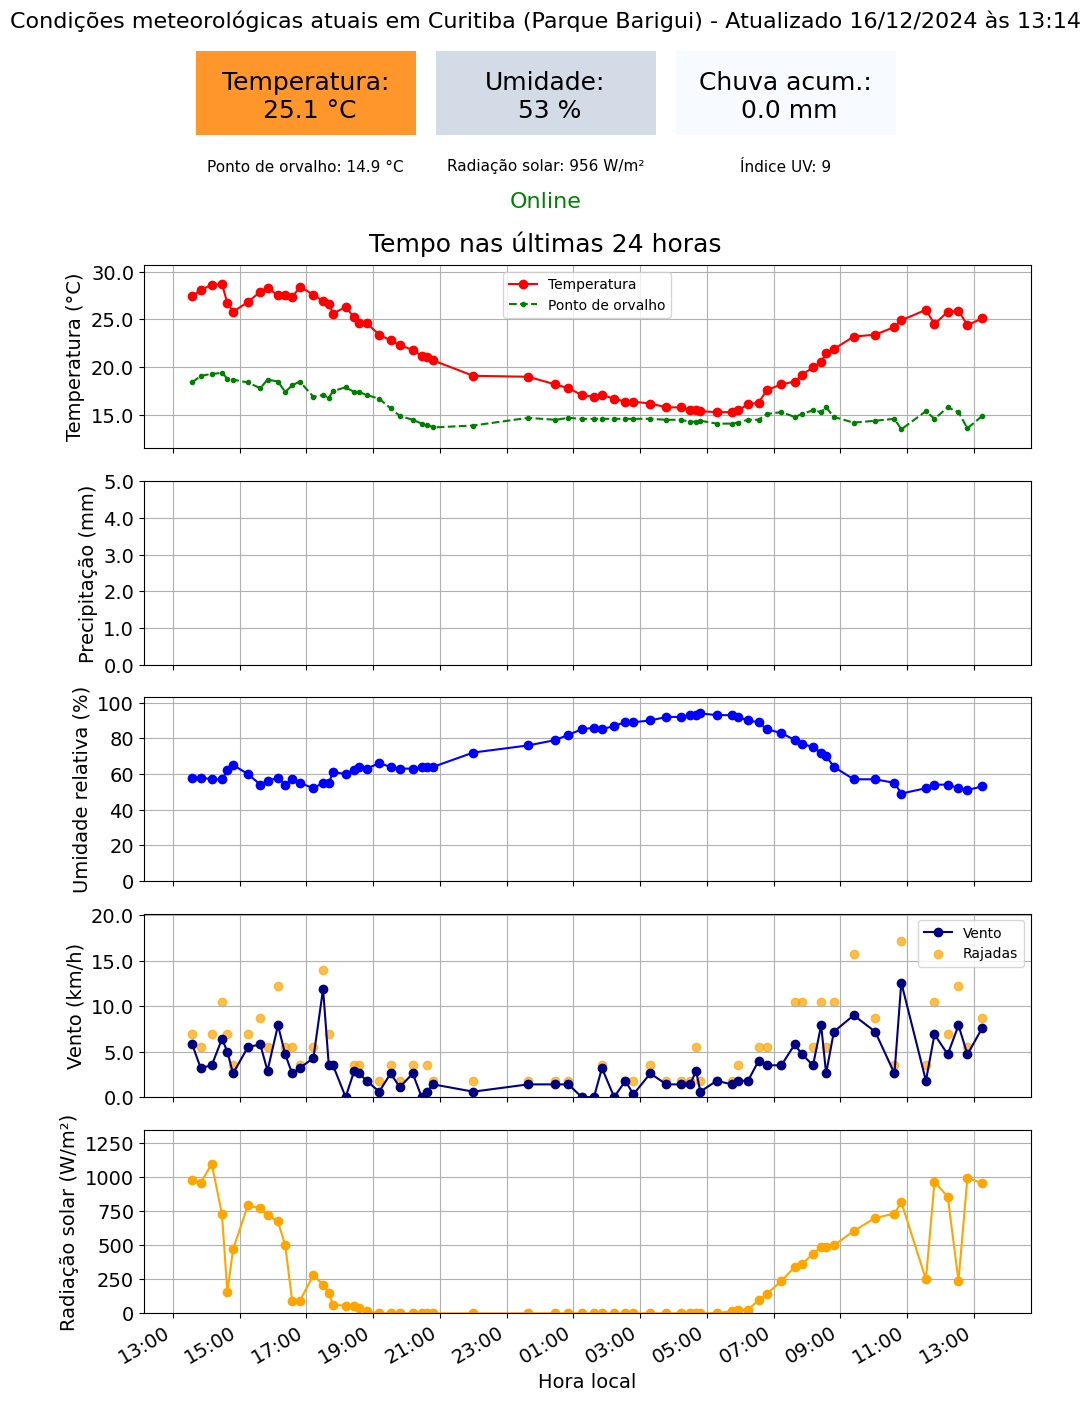 Condições meteorológicas atuais em Curitiba (Parque Barigui) - Atualizado 16/12/2024 às 13:14
Temperatura:
25.1 °C
Umidade:
53 %
Chuva acum.:
0.0 mm
Ponto de orvalho: 14.9 °C
Radiação solar: 956 W/m²
Índice UV: 9
Online
Tempo nas últimas 24 horas
Temperatura (°C)
30.0
25.0
20.0
15.0
Temperatura
Ponto de orvalho
Precipitação (mm)
5.0
4.0
3.0
2.0
1.0
0.0
Umidade relativa (%)
100
80
60
40
20
0
Vento (km/h)
20.0
15.0
10.0
5.0
0.0
Vento
Rajadas
Radiação solar (W/m²)
1250
1000
750
500
250
0
13:00
15:00
17:00
19:00
21:00
23:00
01:00
03:00
05:00
07:00
09:00
11:00
13:00
Hora local